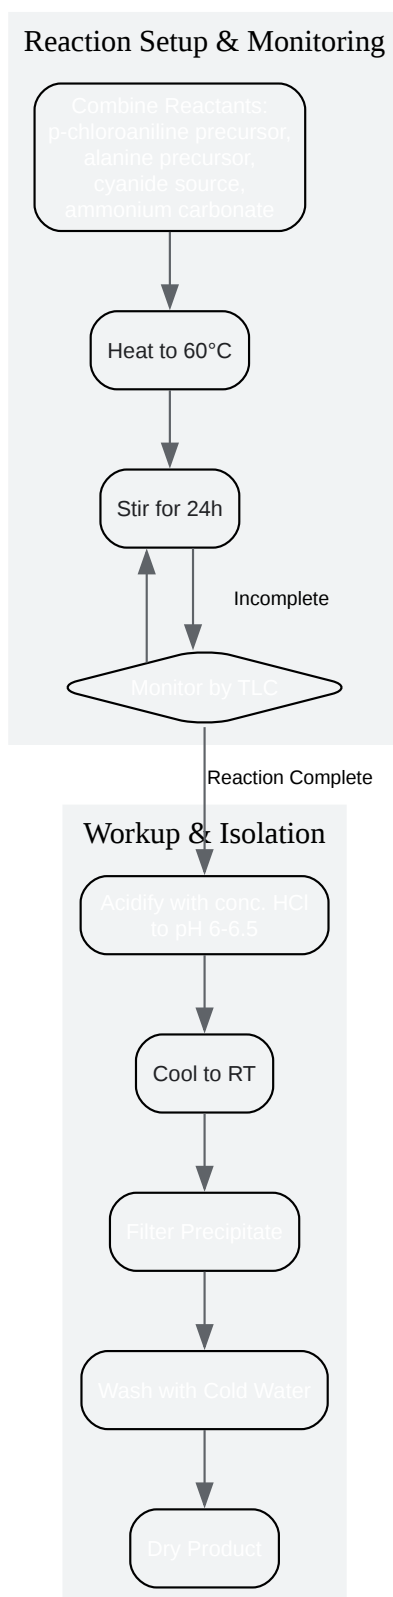 Reaction Setup & Monitoring
Combine Reactants:
p-chloroaniline precursor,
alanine precursor,
cyanide source,
ammonium carbonate
Heat to 60°C
Stir for 24h
Incomplete
Monitor by TLC
Reaction Complete
Workup & Isolation
Acidify with conc. HCl
to pH 6-6.5
Cool to RT
Filter Precipitate
Wash with Cold Water
Dry Product